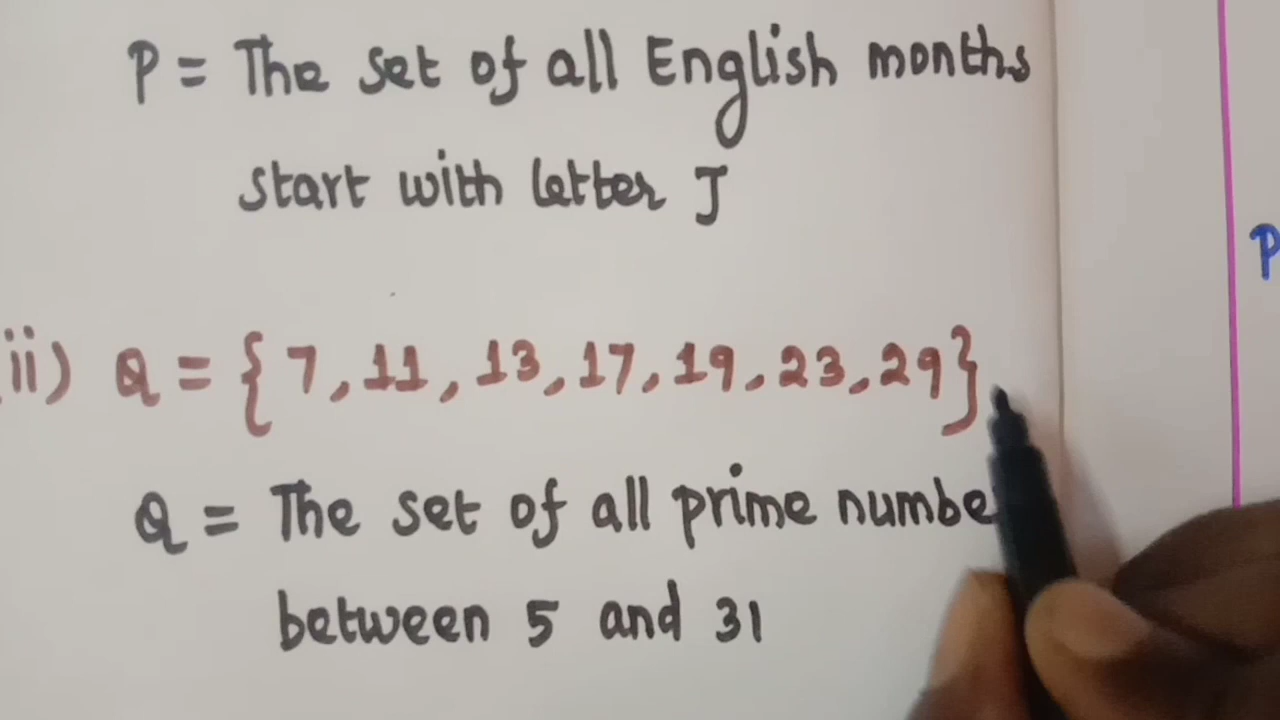 P = The set of all English months
start with letter J
ii) Q = {7, 11, 13, 17, 19, 23, 29}
Q = The set of all prime numbe
between 5 and 31
P